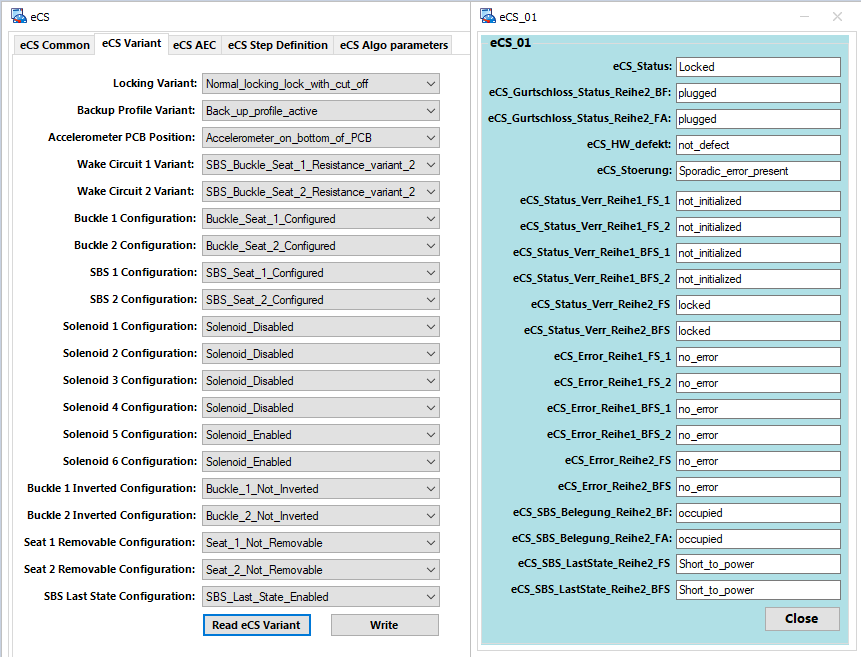 eCS
eCS Common eCS Variant eCS AEC eCS Step Definition eCS Algo parameters
Locking Variant: Normal_locking_lock_with_cut_off
Backup Profile Variant: Back_up_profile_active
Accelerometer PCB Position: Accelerometer_on_bottom_of_PCB
Wake Circuit 1 Variant: SBS_Buckle_Seat_1_Resistance_variant_2
Wake Circuit 2 Variant: SBS_Buckle_Seat_2_Resistance_variant_2
Buckle 1 Configuration: Buckle_Seat_1_Configured
Buckle 2 Configuration: Buckle_Seat_2_Configured
SBS 1 Configuration: SBS_Seat_1_Configured
SBS 2 Configuration: SBS_Seat_2_Configured
Solenoid 1 Configuration: Solenoid_Disabled
Solenoid 2 Configuration: Solenoid_Disabled
Solenoid 3 Configuration: Solenoid_Disabled
Solenoid 4 Configuration: Solenoid_Disabled
Solenoid 5 Configuration: Solenoid_Enabled
Solenoid 6 Configuration: Solenoid_Enabled
Buckle 1 Inverted Configuration: Buckle_1_Not_Inverted
Buckle 2 Inverted Configuration: Buckle_2_Not_Inverted
Seat 1 Removable Configuration: Seat_1_Not_Removable
Seat 2 Removable Configuration: Seat_2_Not_Removable
SBS Last State Configuration: SBS_Last_State_Enabled
Read eCS Variant Write
eCS_01
eCS_01
eCS_Status: Locked
eCS_Gurtschloss_Status_Reihe2_BF: plugged
eCS_Gurtschloss_Status_Reihe2_FA: plugged
eCS_HW_defekt: not_defect
eCS_Stoerung: Sporadic_error_present
eCS_Status_Verr_Reihe1_FS_1 not_initialized
eCS_Status_Verr_Reihe1_FS_2 not_initialized
eCS_Status_Verr_Reihe1_BFS_1 not_initialized
eCS_Status_Verr_Reihe1_BFS_2 not_initialized
eCS_Status_Verr_Reihe2_FS locked
eCS_Status_Verr_Reihe2_BFS locked
eCS_Error_Reihe1_FS_1 no_error
eCS_Error_Reihe1_FS_2 no_error
eCS_Error_Reihe1_BFS_1 no_error
eCS_Error_Reihe1_BFS_2 no_error
eCS_Error_Reihe2_FS no_error
eCS_Error_Reihe2_BFS no_error
eCS_SBS_Belegung_Reihe2_BF: occupied
eCS_SBS_Belegung_Reihe2_FA: occupied
eCS_SBS_LastState_Reihe2_FS Short_to_power
eCS_SBS_LastState_Reihe2_BFS Short_to_power
Close